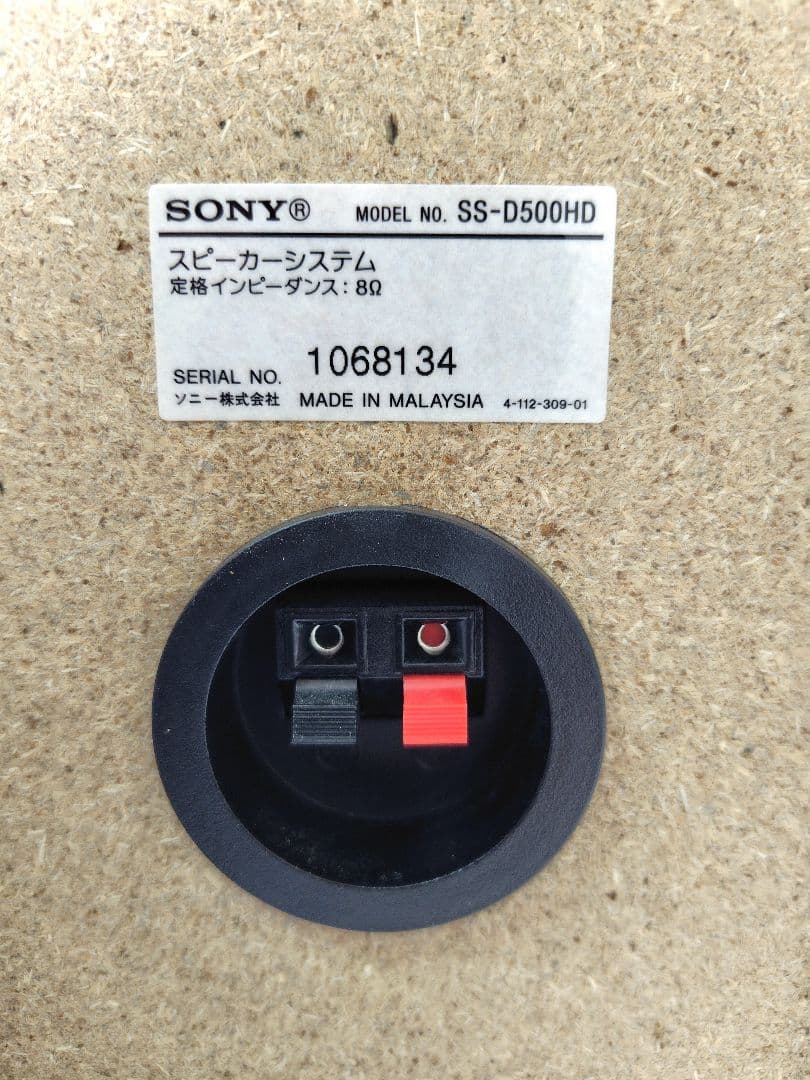 SONY® MODEL NO. SS-D500HD
スピーカーシステム
定格インピーダンス: 8Ω
SERIAL NO. 1068134
ソニー株式会社 MADE IN MALAYSIA 4-112-309-01